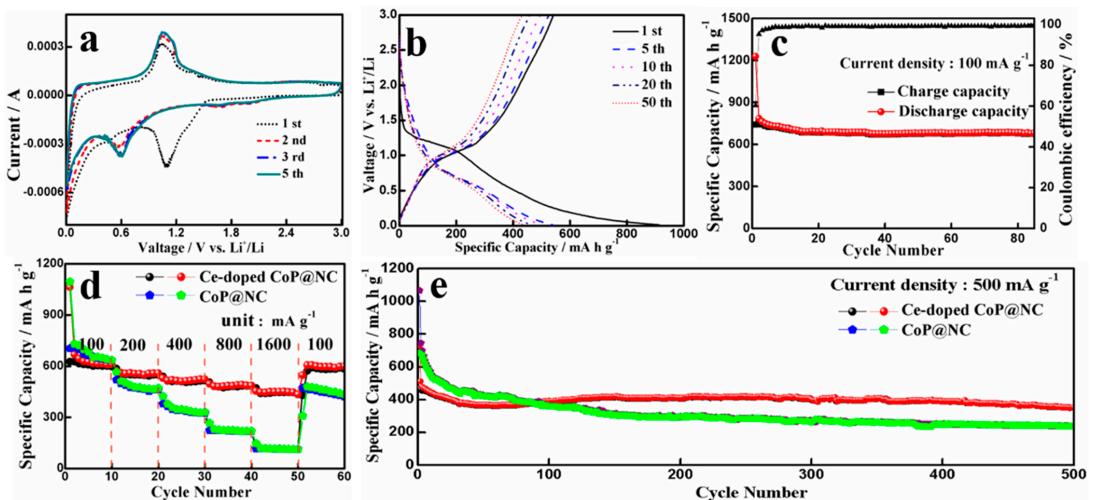 a
0.0003
0.0000
-0.0003
-0.0006
Current / A
1 st
2 nd
3 rd
5 th
0.0 0.6 1.2 1.8 2.4 3.0
Valtage / V vs. Li+/Li
b
3.0
2.5
2.0
1.5
1.0
0.5
0.0
Valtage / V vs. Li+/Li
1 st
5 th
10 th
20 th
50 th
0 200 400 600 800 1000
Specific Capacity / mA h g-1
c
1500
1200
900
600
300
0
Specific Capacity / mA h g-1
Current density : 100 mA g-1
Charge capacity
Discharge capacity
100
80
60
40
20
0
Coulombic efficiency / %
0 20 40 60 80
Cycle Number
d
1200
900
600
300
0
Specific Capacity / mA h g-1
Ce-doped CoP@NC
CoP@NC
unit : mA g-1
100 200 400 800 1600 100
0 10 20 30 40 50 60
Cycle Number
e
1200
1000
800
600
400
200
0
Specific Capacity / mA h g-1
Current density : 500 mA g-1
Ce-doped CoP@NC
CoP@NC
0 100 200 300 400 500
Cycle Number